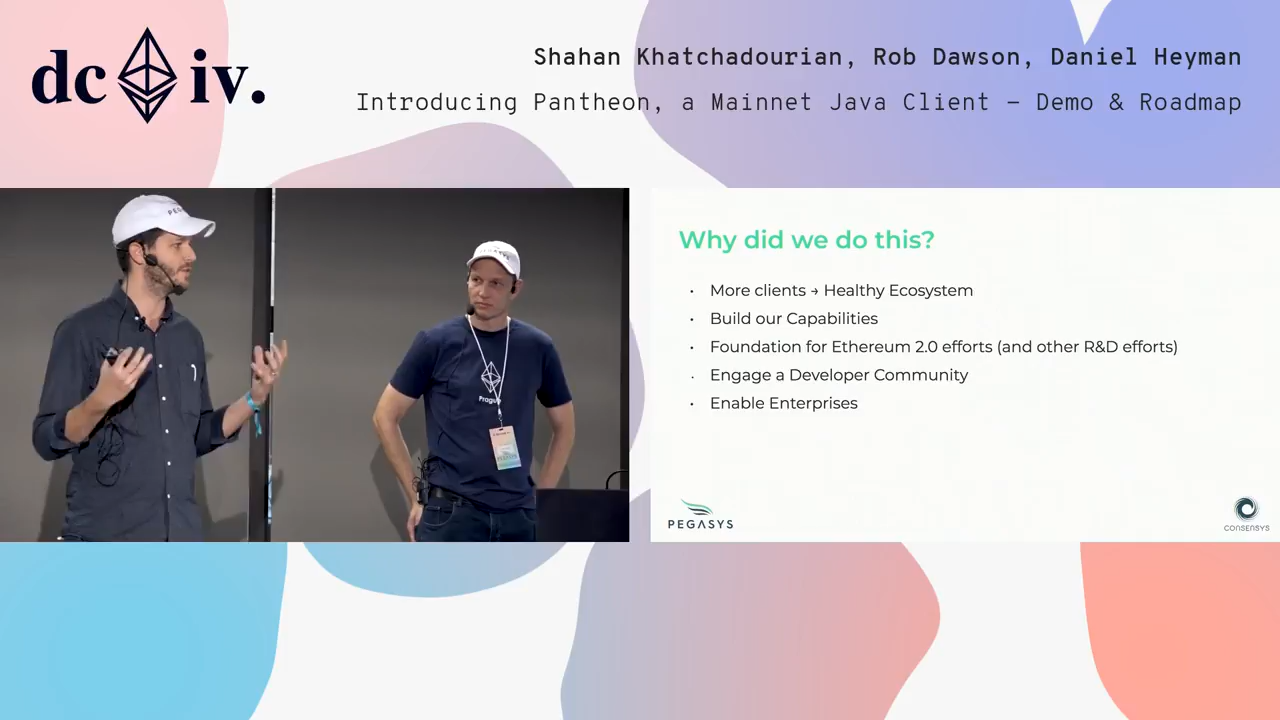 dc iv.
Shahan Khatchadourian, Rob Dawson, Daniel Heyman
Introducing Pantheon, a Mainnet Java Client – Demo & Roadmap
Why did we do this?
• More clients → Healthy Ecosystem
• Build our Capabilities
• Foundation for Ethereum 2.0 efforts (and other R&D efforts)
• Engage a Developer Community
• Enable Enterprises
PEGASYS
CONSENSYS